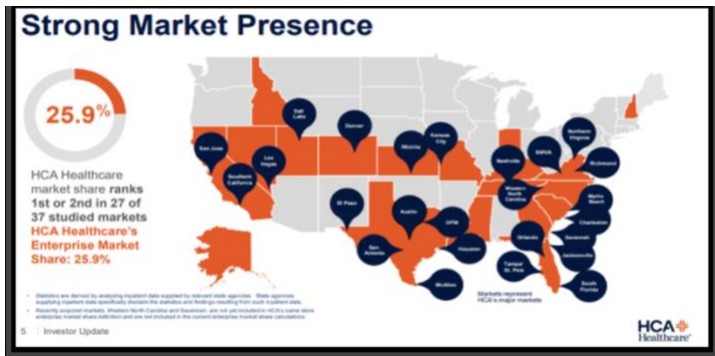 Strong Market Presence
25.9%
HCA Healthcare
market share ranks
1st or 2nd in 27 of
37 studied markets
HCA Healthcare's
Enterprise Market
Share: 25.9%
Salt
Lake
Denver
Wichita
Kansas
City
San Jose
Las
Vegas
Southern
California
Nashville
SWVA
Northern
Virginia
Richmond
Western
North
Carolina
Myrtle
Beach
Charleston
Savannah
Jacksonville
Orlando
Tampa/
St. Pete
South
Florida
El Paso
Austin
DFW
San
Antonio
Houston
McAllen
Markets represent
HCA's major markets
• Statistics are derived by analyzing inpatient data supplied by relevant state agencies. State agencies
supplying inpatient data specifically disclaim the statistics and findings resulting from such inpatient data.
• Recently acquired markets, Western North Carolina and Savannah, are not yet included in HCA's same store
enterprise market share definition and are not included in the current enterprise market share calculations.
5 | Investor Update
HCA
Healthcare